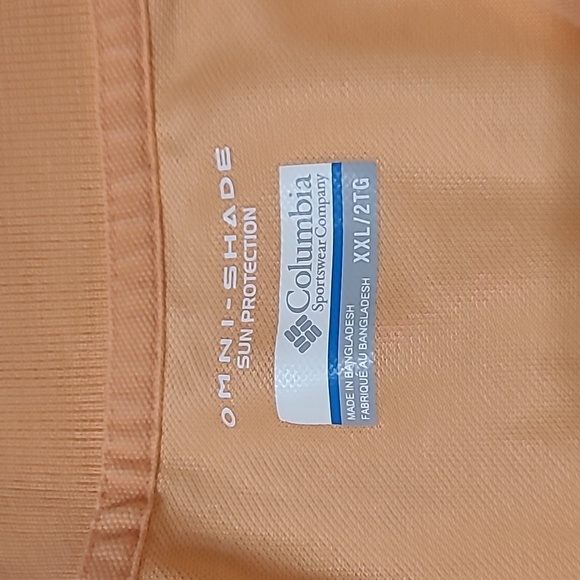 OMNI-SHADE
SUN PROTECTION
Columbia
Sportswear Company
XXL/2TG
MADE IN BANGLADESH
FABRIQUÉ AU BANGLADESH